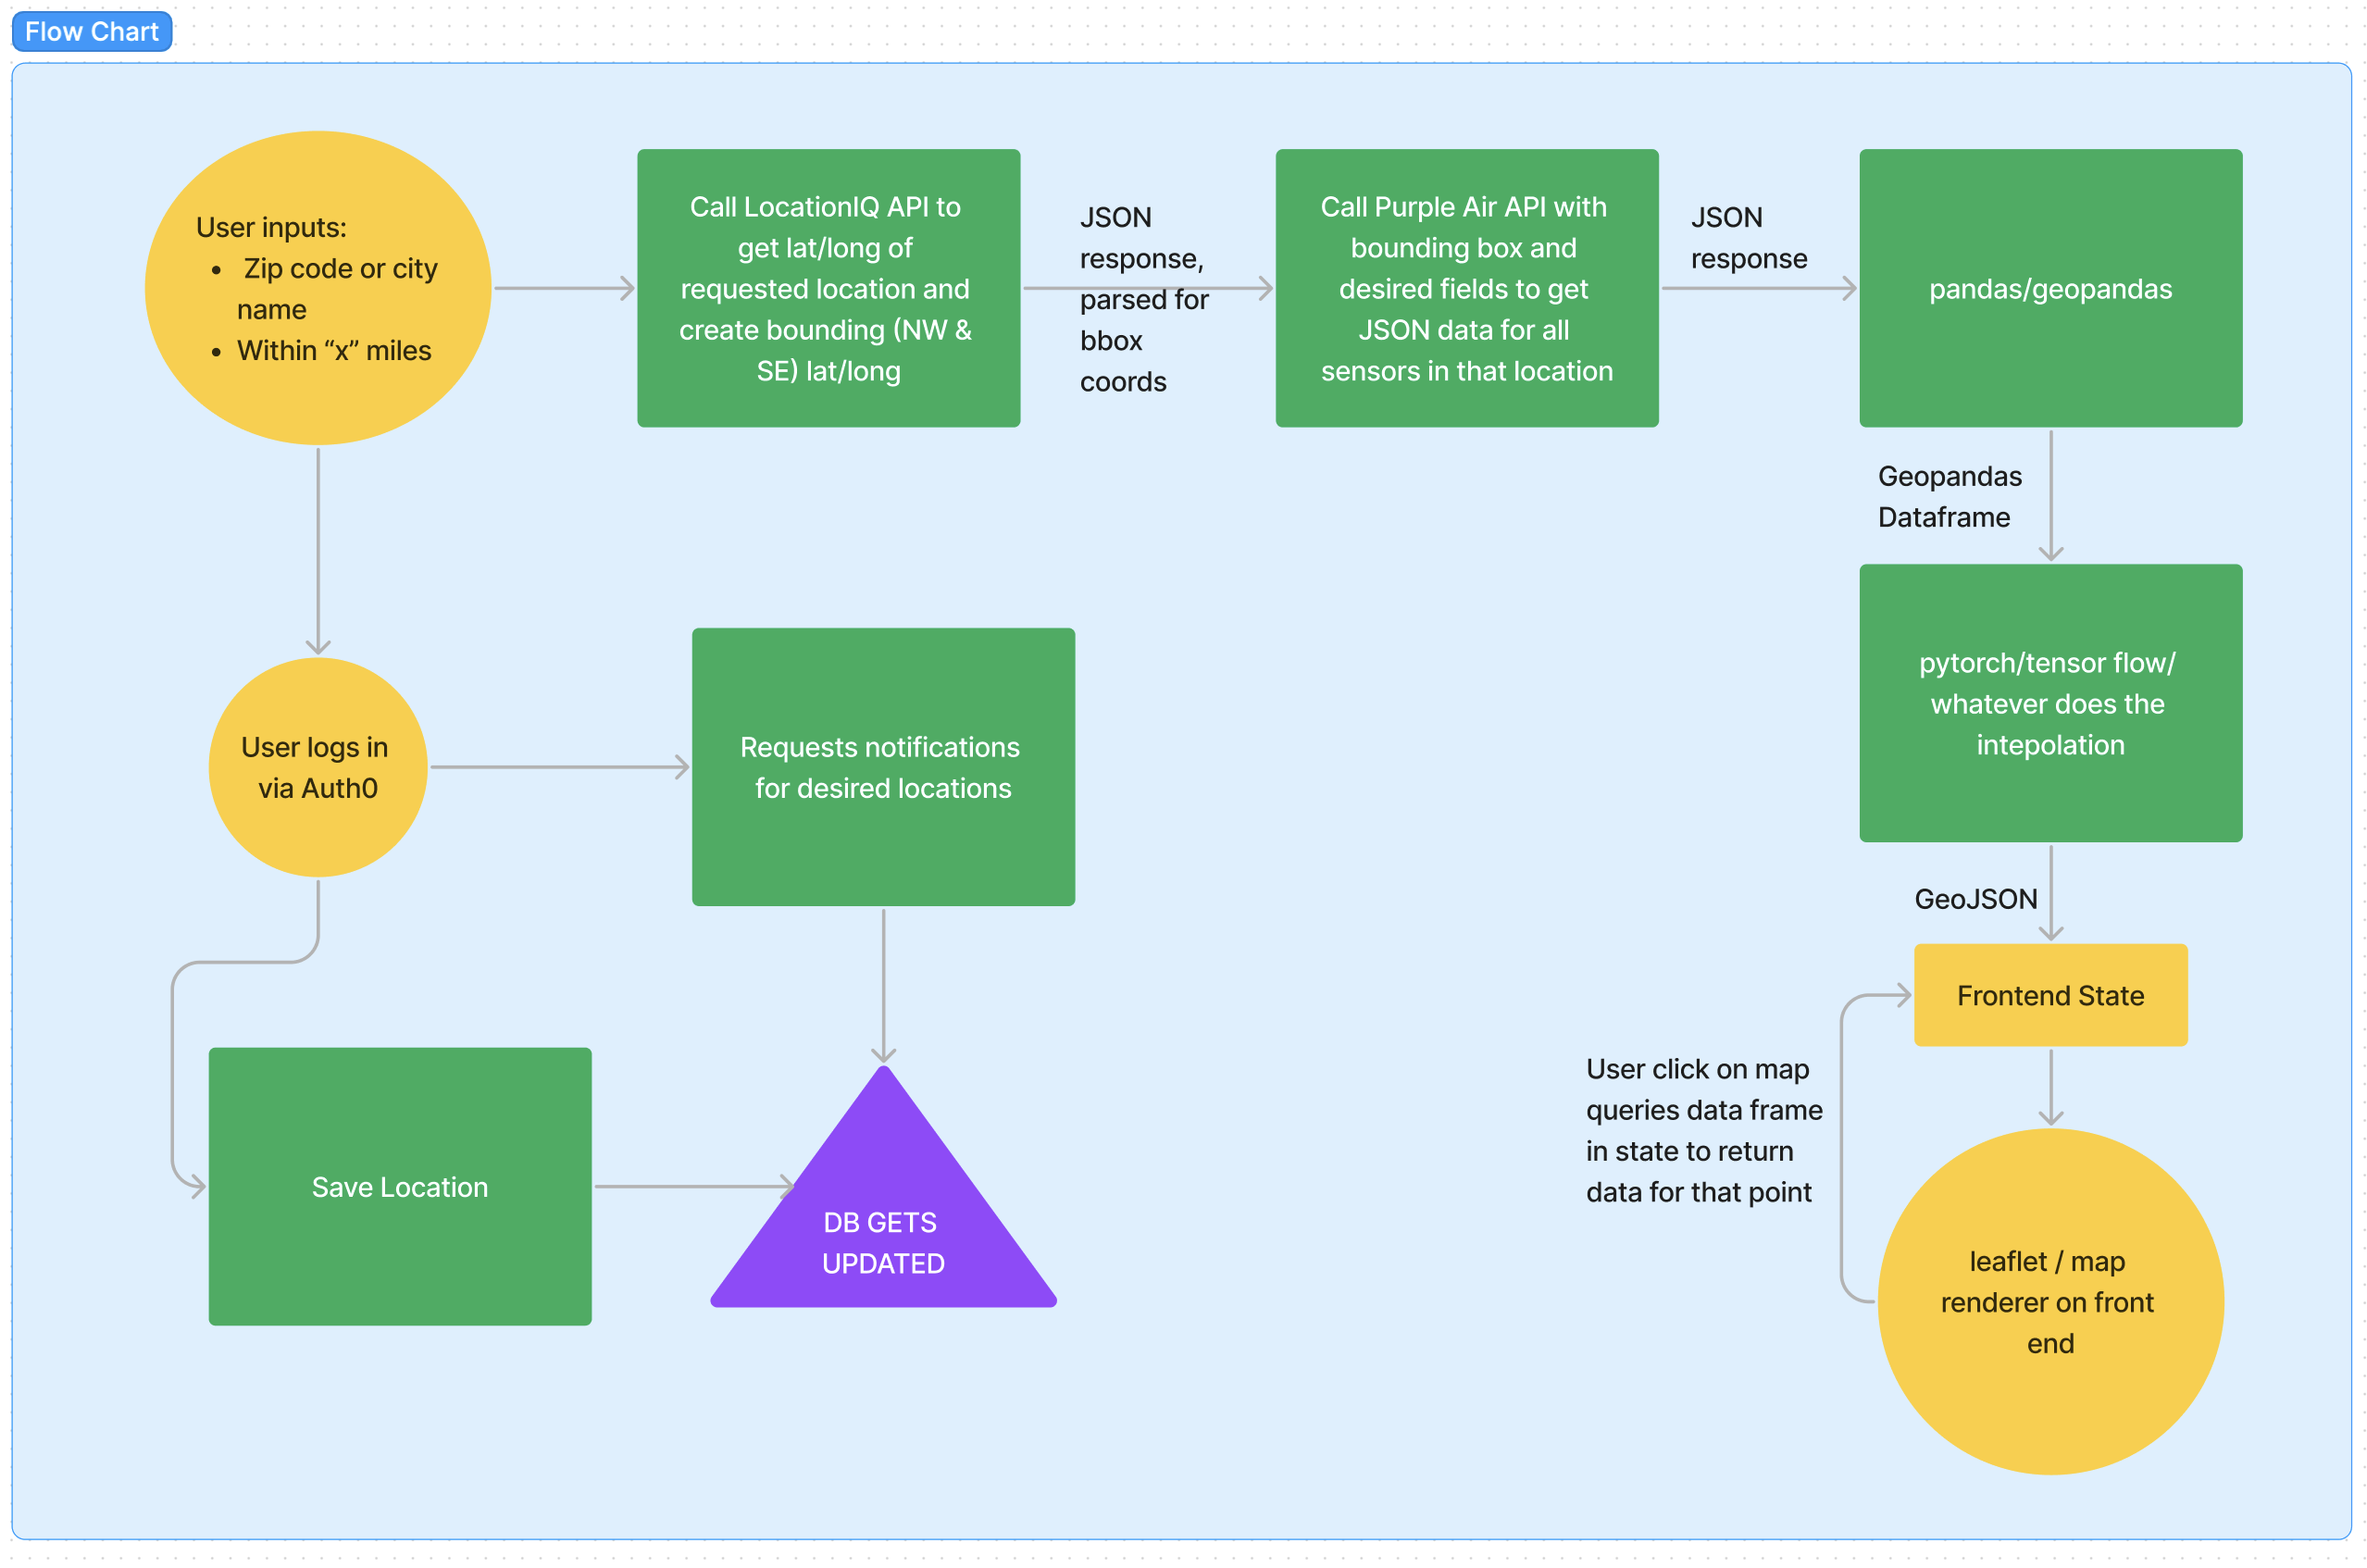 Flow Chart
User inputs:
• Zip code or city
name
• Within “x” miles
Call LocationIQ API to
get lat/long of
requested location and
create bounding (NW &
SE) lat/long
JSON
response,
parsed for
bbox
coords
Call Purple Air API with
bounding box and
desired fields to get
JSON data for all
sensors in that location
JSON
response
pandas/geopandas
Geopandas
Dataframe
pytorch/tensor flow/
whatever does the
intepolation
GeoJSON
Frontend State
User click on map
queries data frame
in state to return
data for that point
leaflet / map
renderer on front
end
User logs in
via Auth0
Requests notifications
for desired locations
Save Location
DB GETS
UPDATED